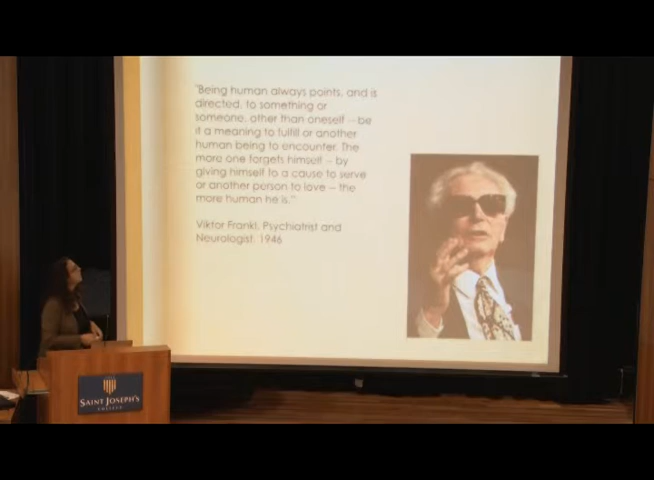 "Being human always points, and is
directed, to something or
someone, other than oneself -- be
it a meaning to fulfill or another
human being to encounter. The
more one forgets himself -- by
giving himself to a cause to serve
or another person to love -- the
more human he is."
Viktor Frankl, Psychiatrist and
Neurologist, 1946
SAINT JOSEPH'S
COLLEGE